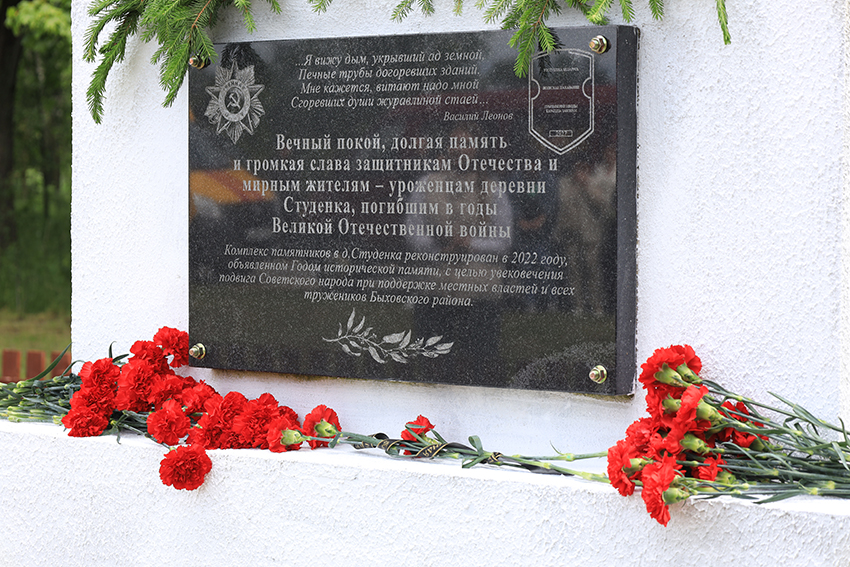 ...Я вижу дым, укрывший ад земной,
Печные трубы догоревших зданий.
Мне кажется, витают надо мной
Сгоревших души журавлиной стаей...
Василий Леонов
Вечный покой, долгая память
и громкая слава защитникам Отечества и
мирным жителям – уроженцам деревни
Студенка, погибшим в годы
Великой Отечественной войны
Комплекс памятников в д.Студенка реконструирован в 2022 году,
объявленном Годом исторической памяти, с целью увековечения
подвига Советского народа при поддержке местных властей и всех
тружеников Быховского района.